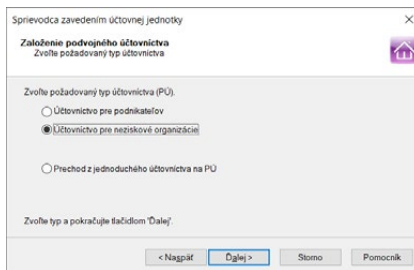 Sprievodca zavedením účtovnej jednotky
Založenie podvojného účtovníctva
Zvoľte požadovaný typ účtovníctva
Zvoľte požadovaný typ účtovníctva (PÚ).
Účtovníctvo pre podnikateľov
Účtovníctvo pre neziskové organizácie
Prechod z jednoduchého účtovníctva na PÚ
Zvoľte typ a pokračujte tlačidlom 'Ďalej'.
< Naspäť Ďalej > Storno Pomocník